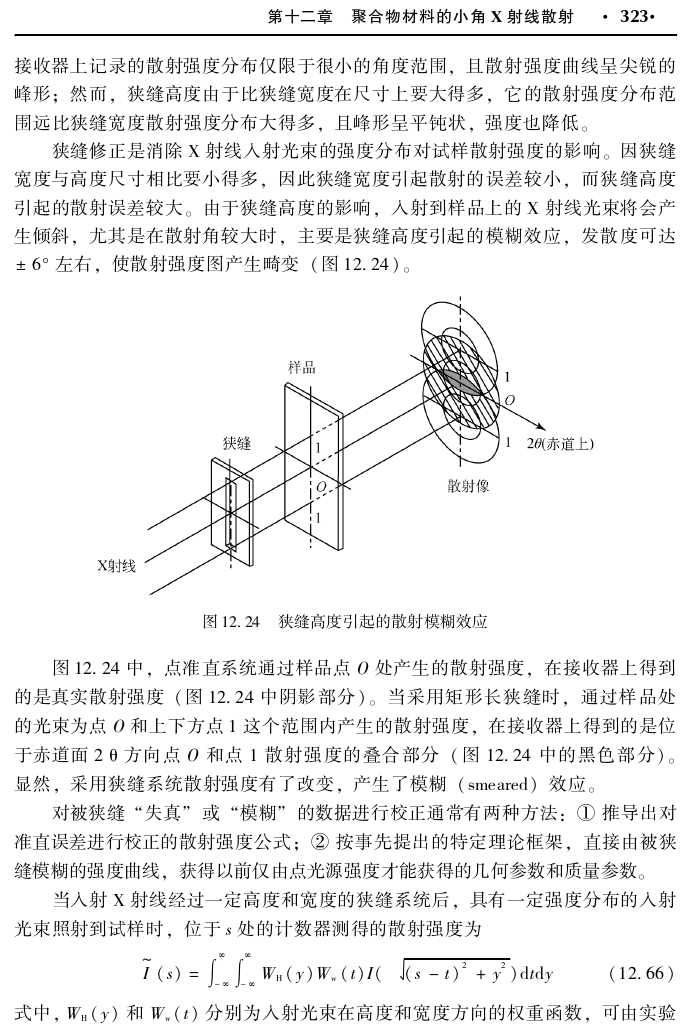 第十二章 聚合物材料的小角 X 射线散射 · 323·
接收器上记录的散射强度分布仅限于很小的角度范围，且散射强度曲线呈尖锐的
峰形；然而，狭缝高度由于比狭缝宽度在尺寸上要大得多，它的散射强度分布范
围远比狭缝宽度散射强度分布大得多，且峰形呈平钝状，强度也降低。
狭缝修正是消除 X 射线入射光束的强度分布对试样散射强度的影响。因狭缝
宽度与高度尺寸相比要小得多，因此狭缝宽度引起散射的误差较小，而狭缝高度
引起的散射误差较大。由于狭缝高度的影响，入射到样品上的 X 射线光束将会产
生倾斜，尤其是在散射角较大时，主要是狭缝高度引起的模糊效应，发散度可达
± 6° 左右，使散射强度图产生畸变（图 12.24）。
样品
1
O
1
2θ(赤道上)
狭缝
1
O
1
散射像
X射线
图 12.24 狭缝高度引起的散射模糊效应
图 12.24 中，点准直系统通过样品点 O 处产生的散射强度，在接收器上得到
的是真实散射强度（图 12.24 中阴影部分）。当采用矩形长狭缝时，通过样品处
的光束为点 O 和上下方点 1 这个范围内产生的散射强度，在接收器上得到的是位
于赤道面 2 θ 方向点 O 和点 1 散射强度的叠合部分（图 12.24 中的黑色部分）。
显然，采用狭缝系统散射强度有了改变，产生了模糊（smeared）效应。
对被狭缝“失真”或“模糊”的数据进行校正通常有两种方法：① 推导出对
准直误差进行校正的散射强度公式；② 按事先提出的特定理论框架，直接由被狭
缝模糊的强度曲线，获得以前仅由点光源强度才能获得的几何参数和质量参数。
当入射 X 射线经过一定高度和宽度的狭缝系统后，具有一定强度分布的入射
光束照射到试样时，位于 s 处的计数器测得的散射强度为
Ĩ (s) = ∫_{-∞}^{∞} ∫_{-∞}^{∞} W_H(y) W_w(t) I( √((s − t)² + y²) ) dtdy (12.66)
式中，W_H(y) 和 W_w(t) 分别为入射光束在高度和宽度方向的权重函数，可由实验